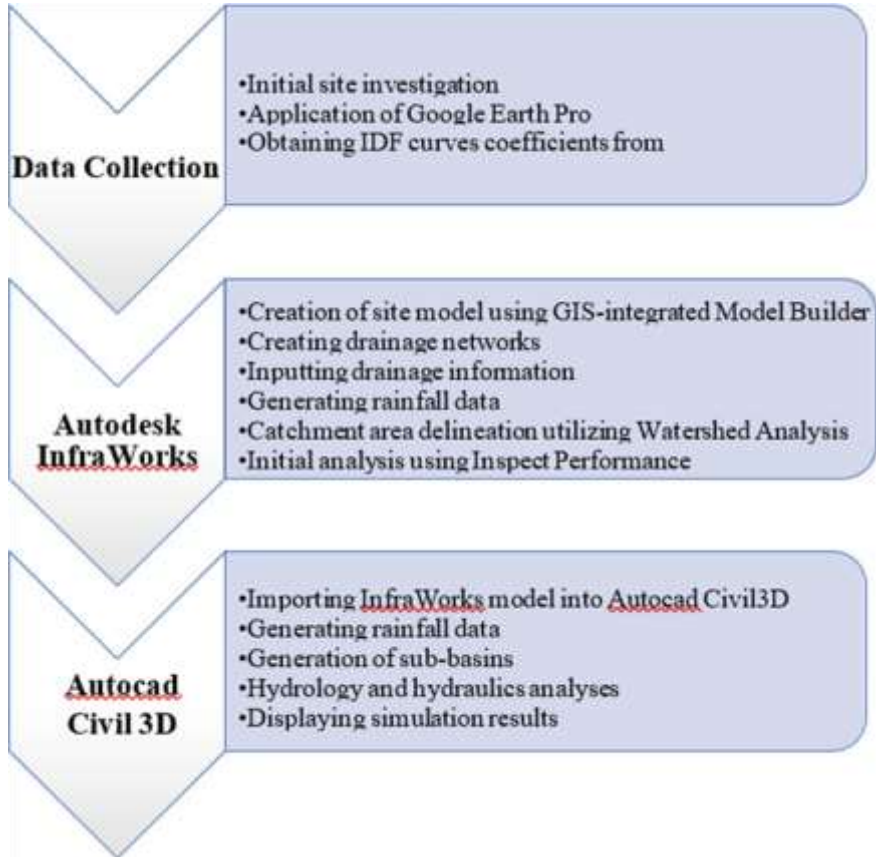 Data Collection
•Initial site investigation
•Application of Google Earth Pro
•Obtaining IDF curves coefficients from
Autodesk
InfraWorks
•Creation of site model using GIS-integrated Model Builder
•Creating drainage networks
•Inputting drainage information
•Generating rainfall data
•Catchment area delineation utilizing Watershed Analysis
•Initial analysis using Inspect Performance
Autocad
Civil 3D
•Importing InfraWorks model into Autocad Civil3D
•Generating rainfall data
•Generation of sub-basins
•Hydrology and hydraulics analyses
•Displaying simulation results